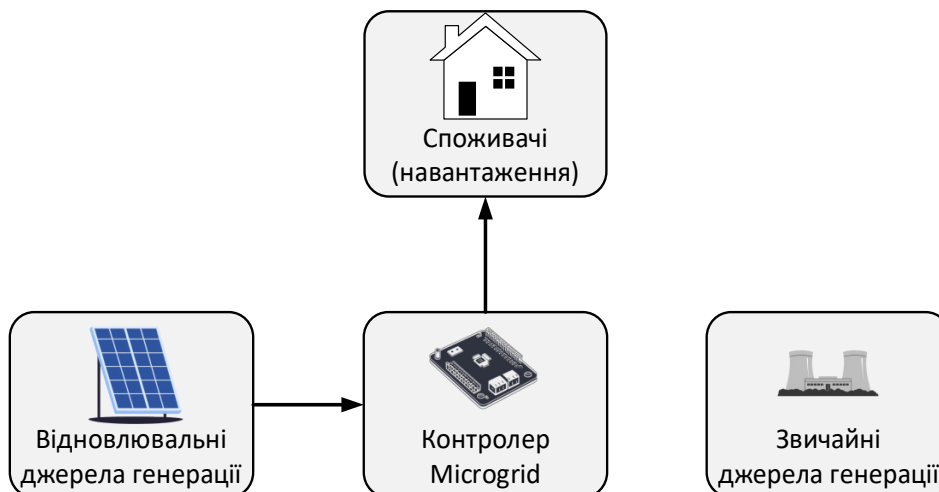 Споживачі
(навантаження)
Відновлювальні
джерела генерації
Контролер
Microgrid
Звичайні
джерела генерації